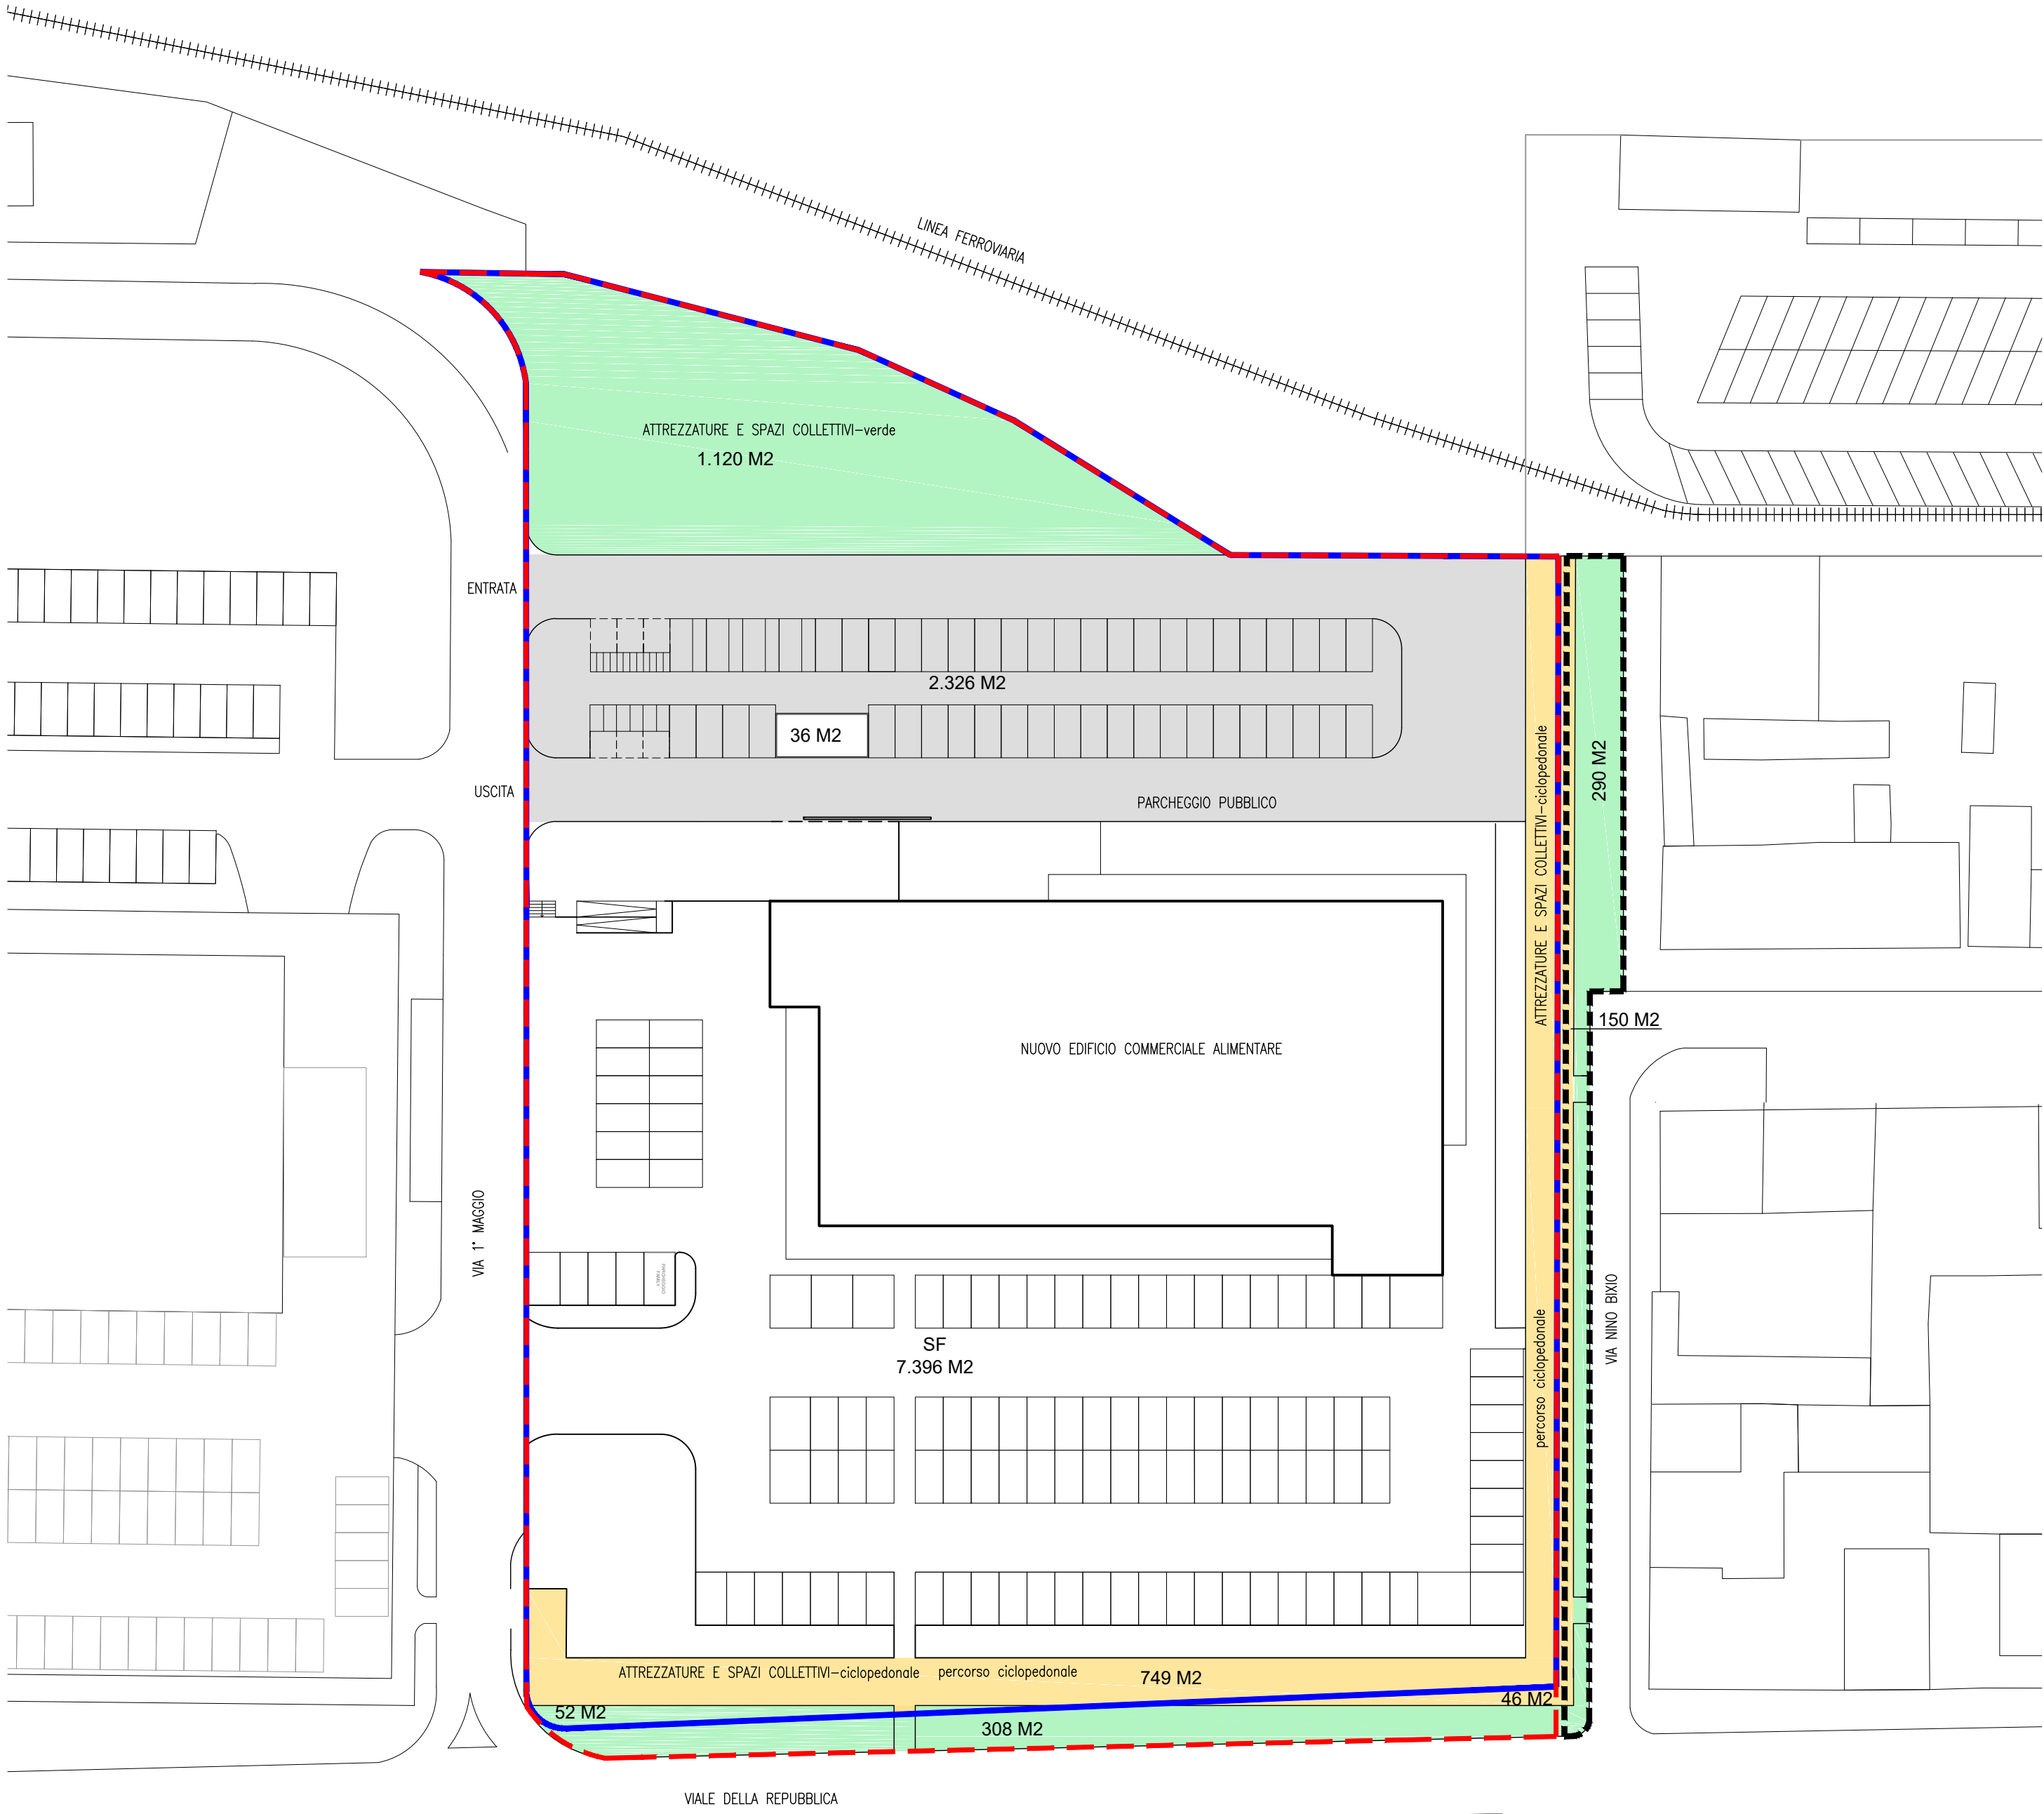 LINEA FERROVIARIA
ATTREZZATURE E SPAZI COLLETTIVI-verde
1.120 M2
ENTRATA
2.326 M2
36 M2
USCITA
PARCHEGGIO PUBBLICO
ATTREZZATURE E SPAZI COLLETTIVI-ciclopedonale
290 M2
150 M2
NUOVO EDIFICIO COMMERCIALE ALIMENTARE
VIA 1° MAGGIO
PARCHEGGIO
FAMILY
VIA NINO BIXIO
percorso ciclopedonale
SF
7.396 M2
ATTREZZATURE E SPAZI COLLETTIVI-ciclopedonale percorso ciclopedonale
749 M2
46 M2
52 M2
308 M2
VIALE DELLA REPUBBLICA